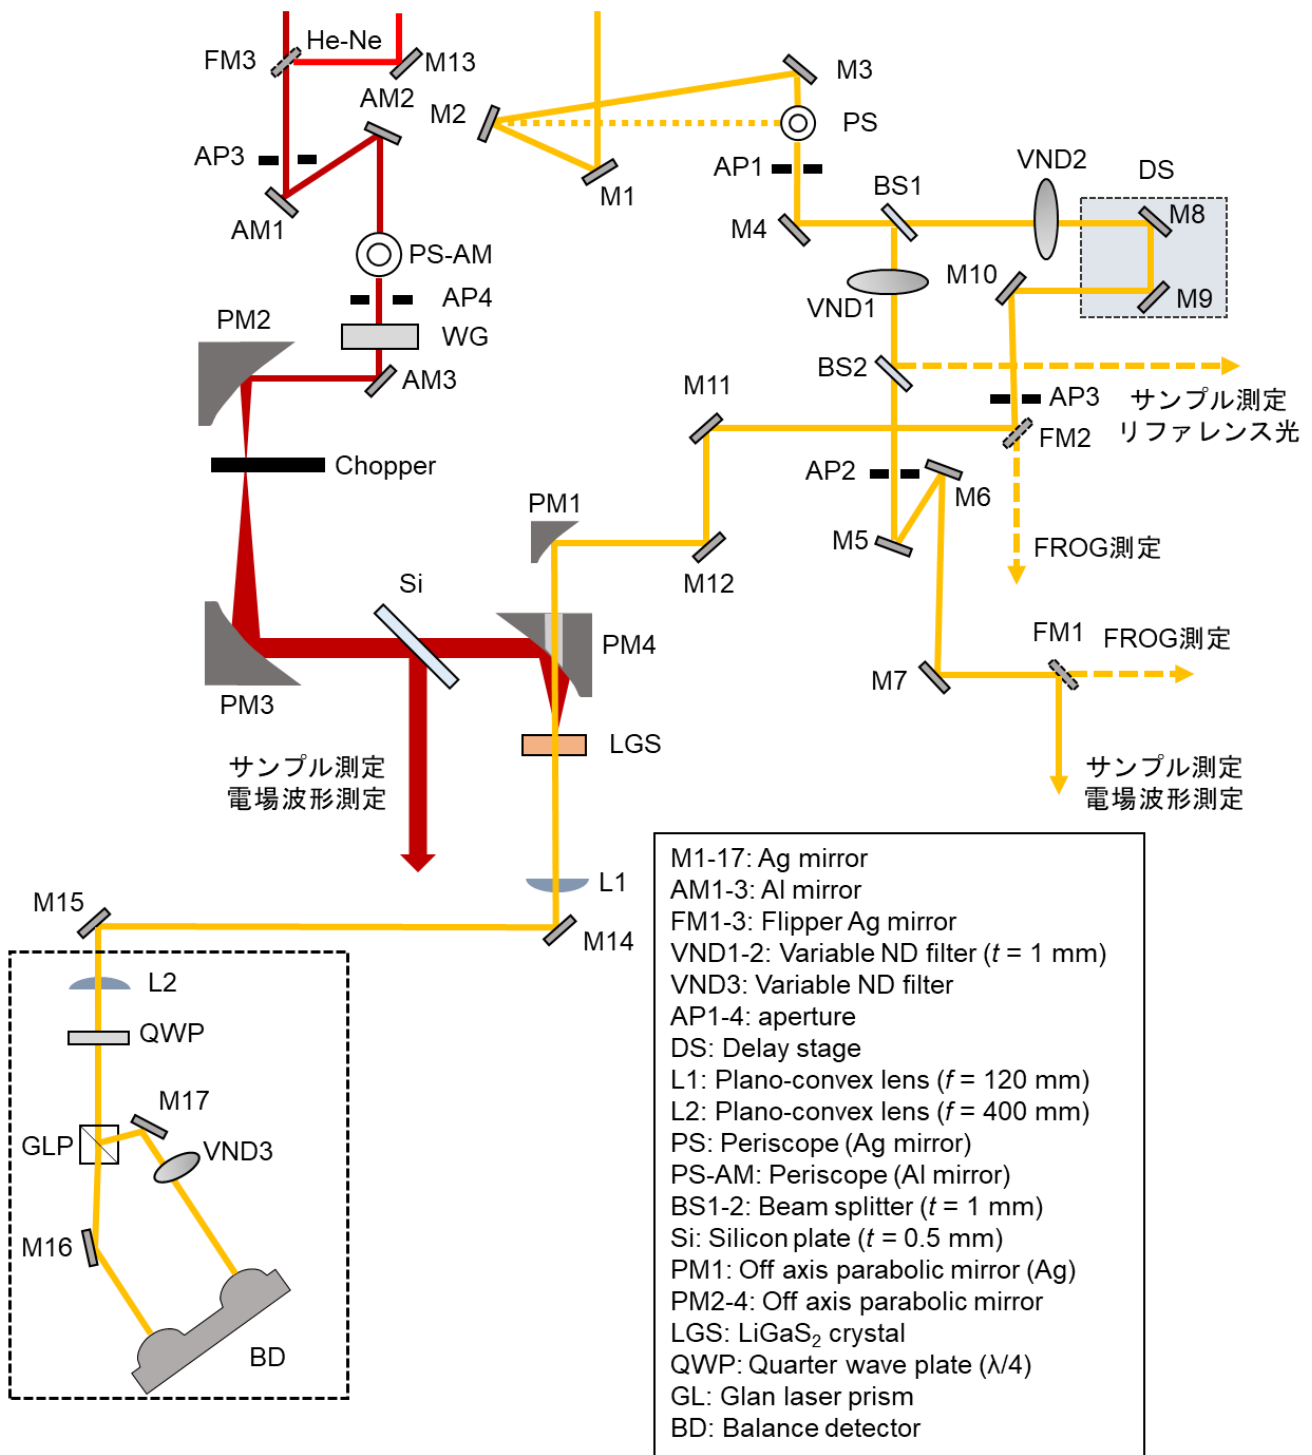 He-Ne
FM3
M13
AM2
M3
M2
PS
AP3
AP1
VND2
DS
BS1
M1
M8
AM1
M4
PS-AM
M10
AP4
VND1
M9
PM2
WG
BS2
AM3
M11
AP3
サンプル測定
リファレンス光
FM2
Chopper
AP2
M6
PM1
M5
FROG測定
M12
Si
FM1
PM4
FROG測定
M7
PM3
LGS
サンプル測定
電場波形測定
サンプル測定
電場波形測定
L1
M15
M14
L2
QWP
M17
GLP
VND3
M16
BD
M1-17: Ag mirror
AM1-3: Al mirror
FM1-3: Flipper Ag mirror
VND1-2: Variable ND filter (t = 1 mm)
VND3: Variable ND filter
AP1-4: aperture
DS: Delay stage
L1: Plano-convex lens (f = 120 mm)
L2: Plano-convex lens (f = 400 mm)
PS: Periscope (Ag mirror)
PS-AM: Periscope (Al mirror)
BS1-2: Beam splitter (t = 1 mm)
Si: Silicon plate (t = 0.5 mm)
PM1: Off axis parabolic mirror (Ag)
PM2-4: Off axis parabolic mirror
LGS: LiGaS₂ crystal
QWP: Quarter wave plate (λ/4)
GL: Glan laser prism
BD: Balance detector